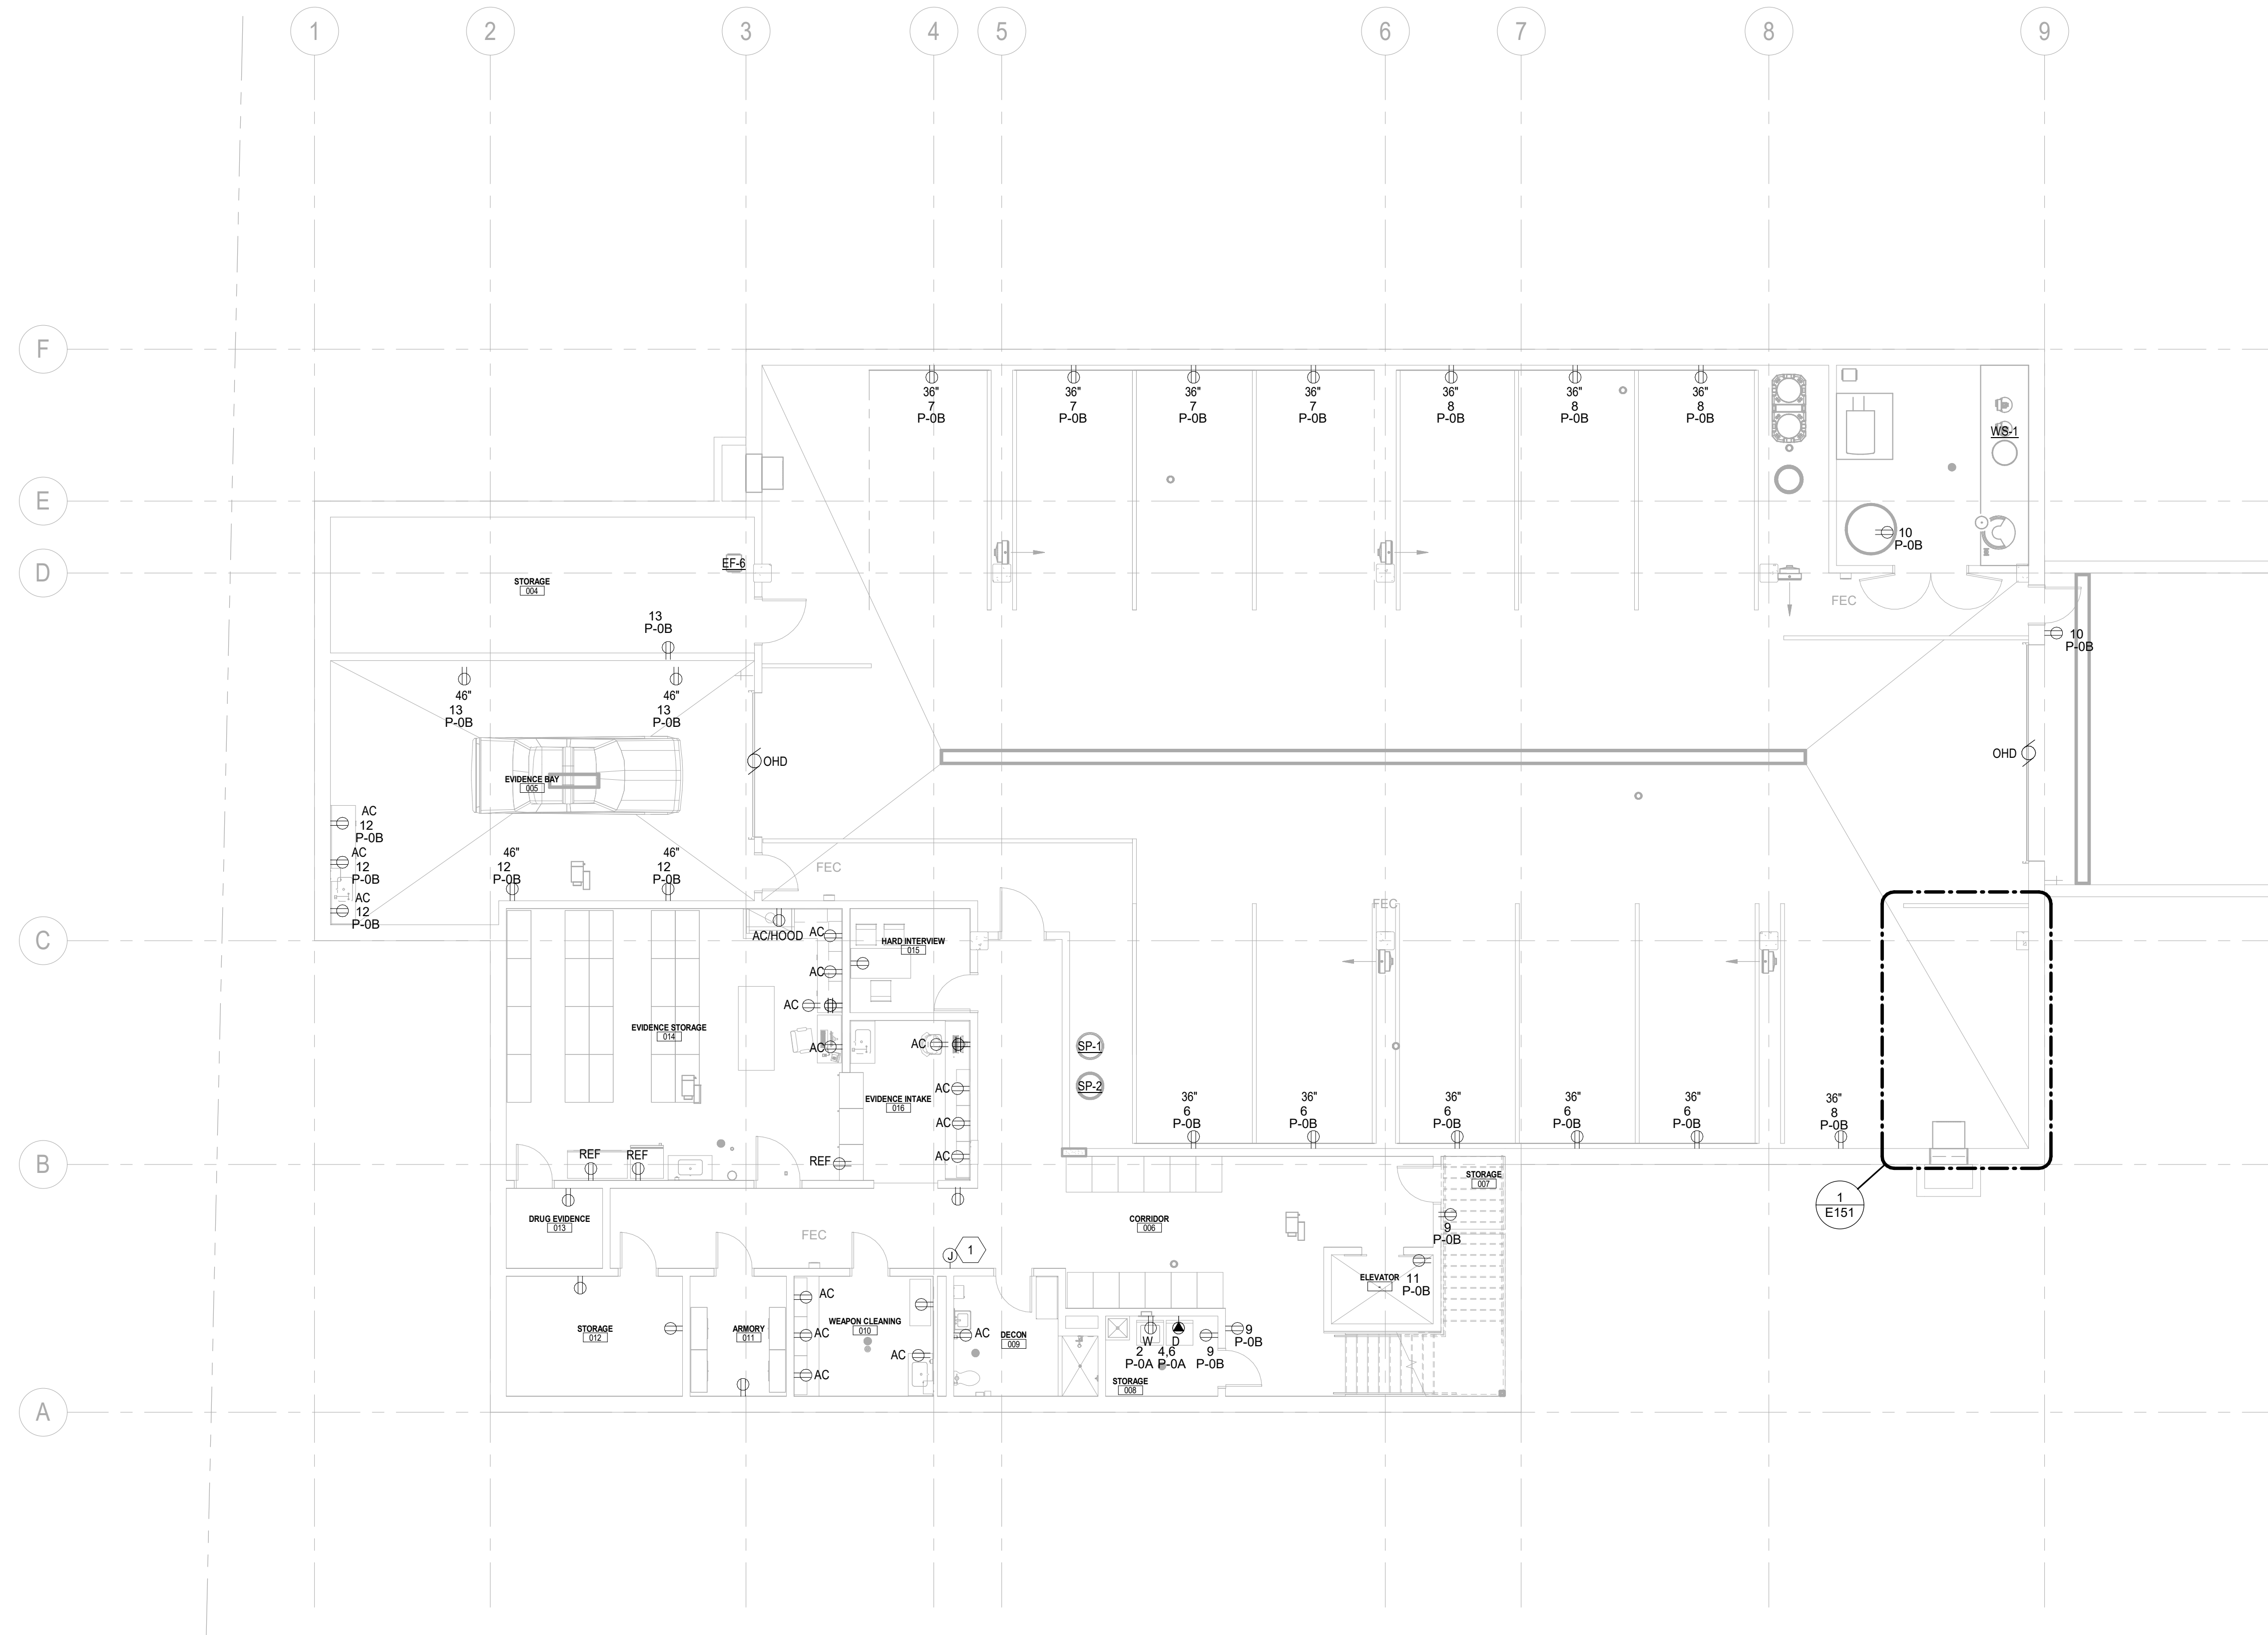 1
2
3
4
5
6
7
8
9
F
E
D
C
B
A
36"
7
P-0B
36"
7
P-0B
36"
7
P-0B
36"
7
P-0B
36"
8
P-0B
36"
8
P-0B
36"
8
P-0B
WS-1
10
P-0B
EF-6
STORAGE
004
FEC
13
P-0B
10
P-0B
46"
13
P-0B
46"
13
P-0B
OHD
OHD
EVIDENCE BAY
005
AC
12
P-0B
AC
12
P-0B
AC
12
P-0B
46"
12
P-0B
46"
12
P-0B
FEC
FEC
AC/HOOD
AC
HARD INTERVIEW
015
AC
AC
EVIDENCE STORAGE
014
AC
AC
SP-1
SP-2
AC
EVIDENCE INTAKE
016
AC
AC
REF
REF
REF
36"
6
P-0B
36"
6
P-0B
36"
6
P-0B
36"
6
P-0B
36"
6
P-0B
36"
8
P-0B
STORAGE
007
1
E151
DRUG EVIDENCE
013
FEC
J
1
CORRIDOR
006
9
P-0B
ELEVATOR
11
P-0B
STORAGE
012
ARMORY
011
AC
AC
AC
WEAPON CLEANING
010
AC
AC
DECON
009
W
2
P-0A
D
4,6
P-0A
9
P-0B
9
P-0B
STORAGE
008